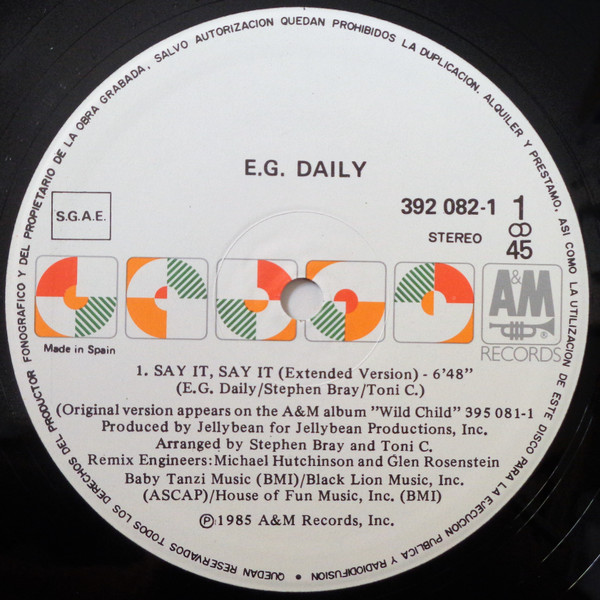 QUEDAN RESERVADOS TODOS LOS DERECHOS DEL PRODUCTOR FONOGRAFICO Y DEL PROPIETARIO DE LA OBRA GRABADA, SALVO AUTORIZACION QUEDAN PROHIBIDOS LA DUPLICACION, ALQUILER Y PRESTAMO, ASI COMO LA UTILIZACION DE ESTE DISCO PARA LA EJECUCION PUBLICA Y RADIODIFUSION •
E.G. DAILY
S.G.A.E.
392 082-1
1
STEREO
45
A&M
®
RECORDS
Made in Spain
1. SAY IT, SAY IT (Extended Version) - 6'48"
(E.G. Daily/Stephen Bray/Toni C.)
(Original version appears on the A&M album "Wild Child" 395 081-1
Produced by Jellybean for Jellybean Productions, Inc.
Arranged by Stephen Bray and Toni C.
Remix Engineers: Michael Hutchinson and Glen Rosenstein
Baby Tanzi Music (BMI)/Black Lion Music, Inc.
(ASCAP)/House of Fun Music, Inc. (BMI)
℗ 1985 A&M Records, Inc.